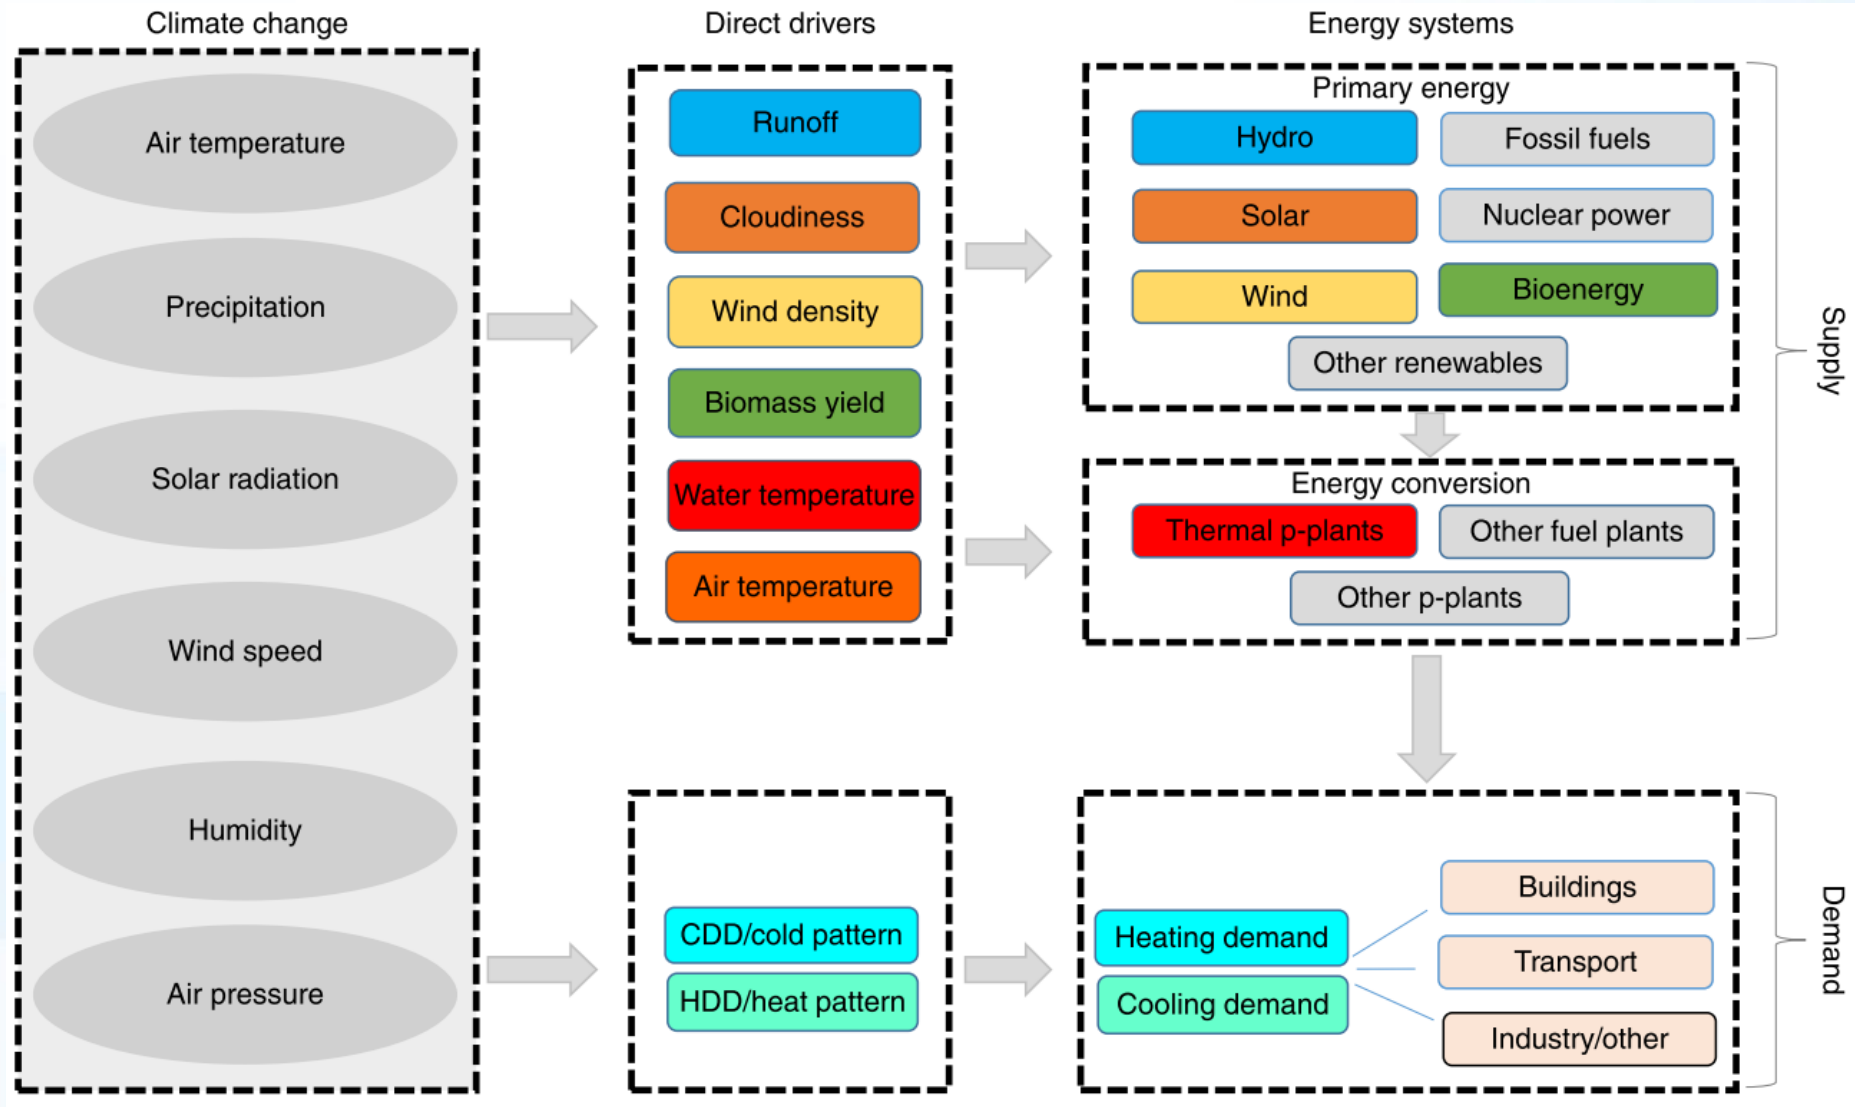 Climate change
Air temperature
Precipitation
Solar radiation
Wind speed
Humidity
Air pressure
Direct drivers
Runoff
Cloudiness
Wind density
Biomass yield
Water temperature
Air temperature
CDD/cold pattern
HDD/heat pattern
Energy systems
Primary energy
Hydro
Fossil fuels
Solar
Nuclear power
Wind
Bioenergy
Other renewables
Energy conversion
Thermal p-plants
Other fuel plants
Other p-plants
Supply
Heating demand
Cooling demand
Buildings
Transport
Industry/other
Demand